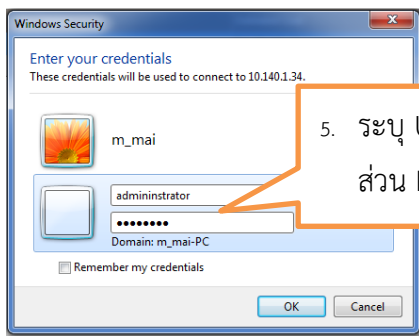 Windows Security
Enter your credentials
These credentials will be used to connect to 10.140.1.34.
m_mai
5. ระบุ
ส่วน
admininstrator
Domain: m_mai-PC
Remember my credentials
OK
Cancel